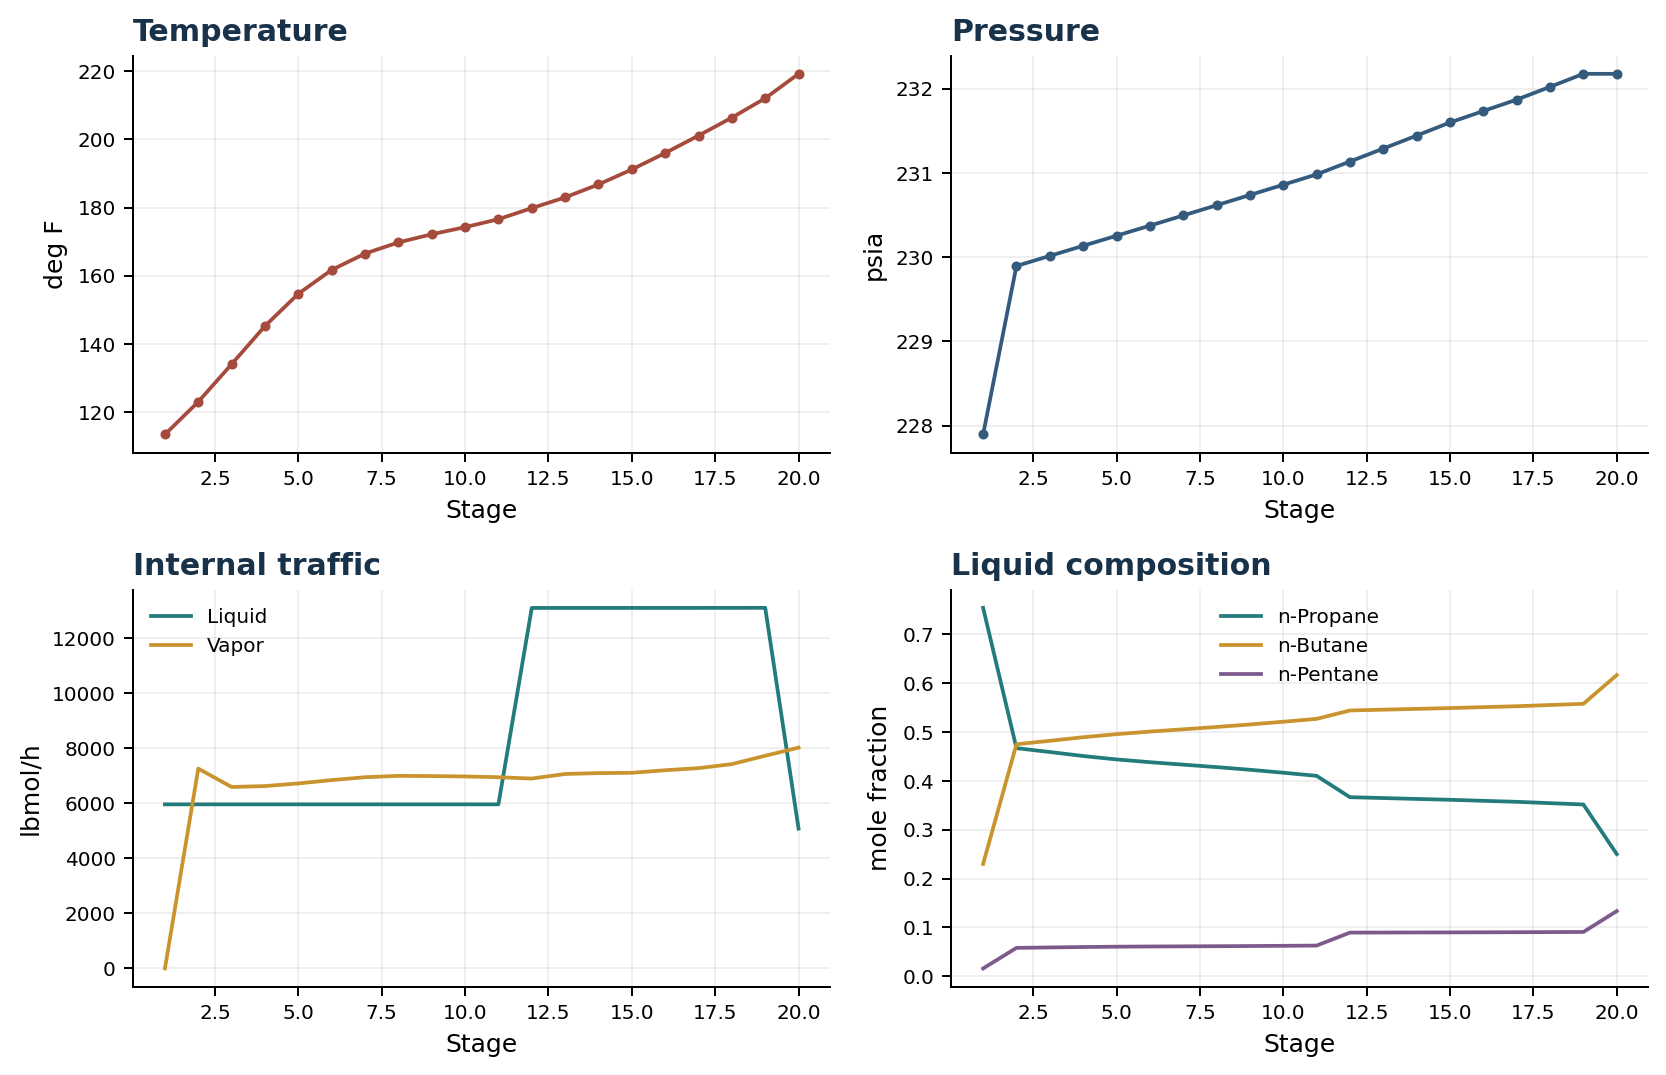 Temperature
220
200
180
160
140
120
deg F
2.5 5.0 7.5 10.0 12.5 15.0 17.5 20.0
Stage
Pressure
232
231
230
229
228
psia
2.5 5.0 7.5 10.0 12.5 15.0 17.5 20.0
Stage
Internal traffic
Liquid
Vapor
12000
10000
8000
6000
4000
2000
0
lbmol/h
2.5 5.0 7.5 10.0 12.5 15.0 17.5 20.0
Stage
Liquid composition
n-Propane
n-Butane
n-Pentane
0.7
0.6
0.5
0.4
0.3
0.2
0.1
0.0
mole fraction
2.5 5.0 7.5 10.0 12.5 15.0 17.5 20.0
Stage